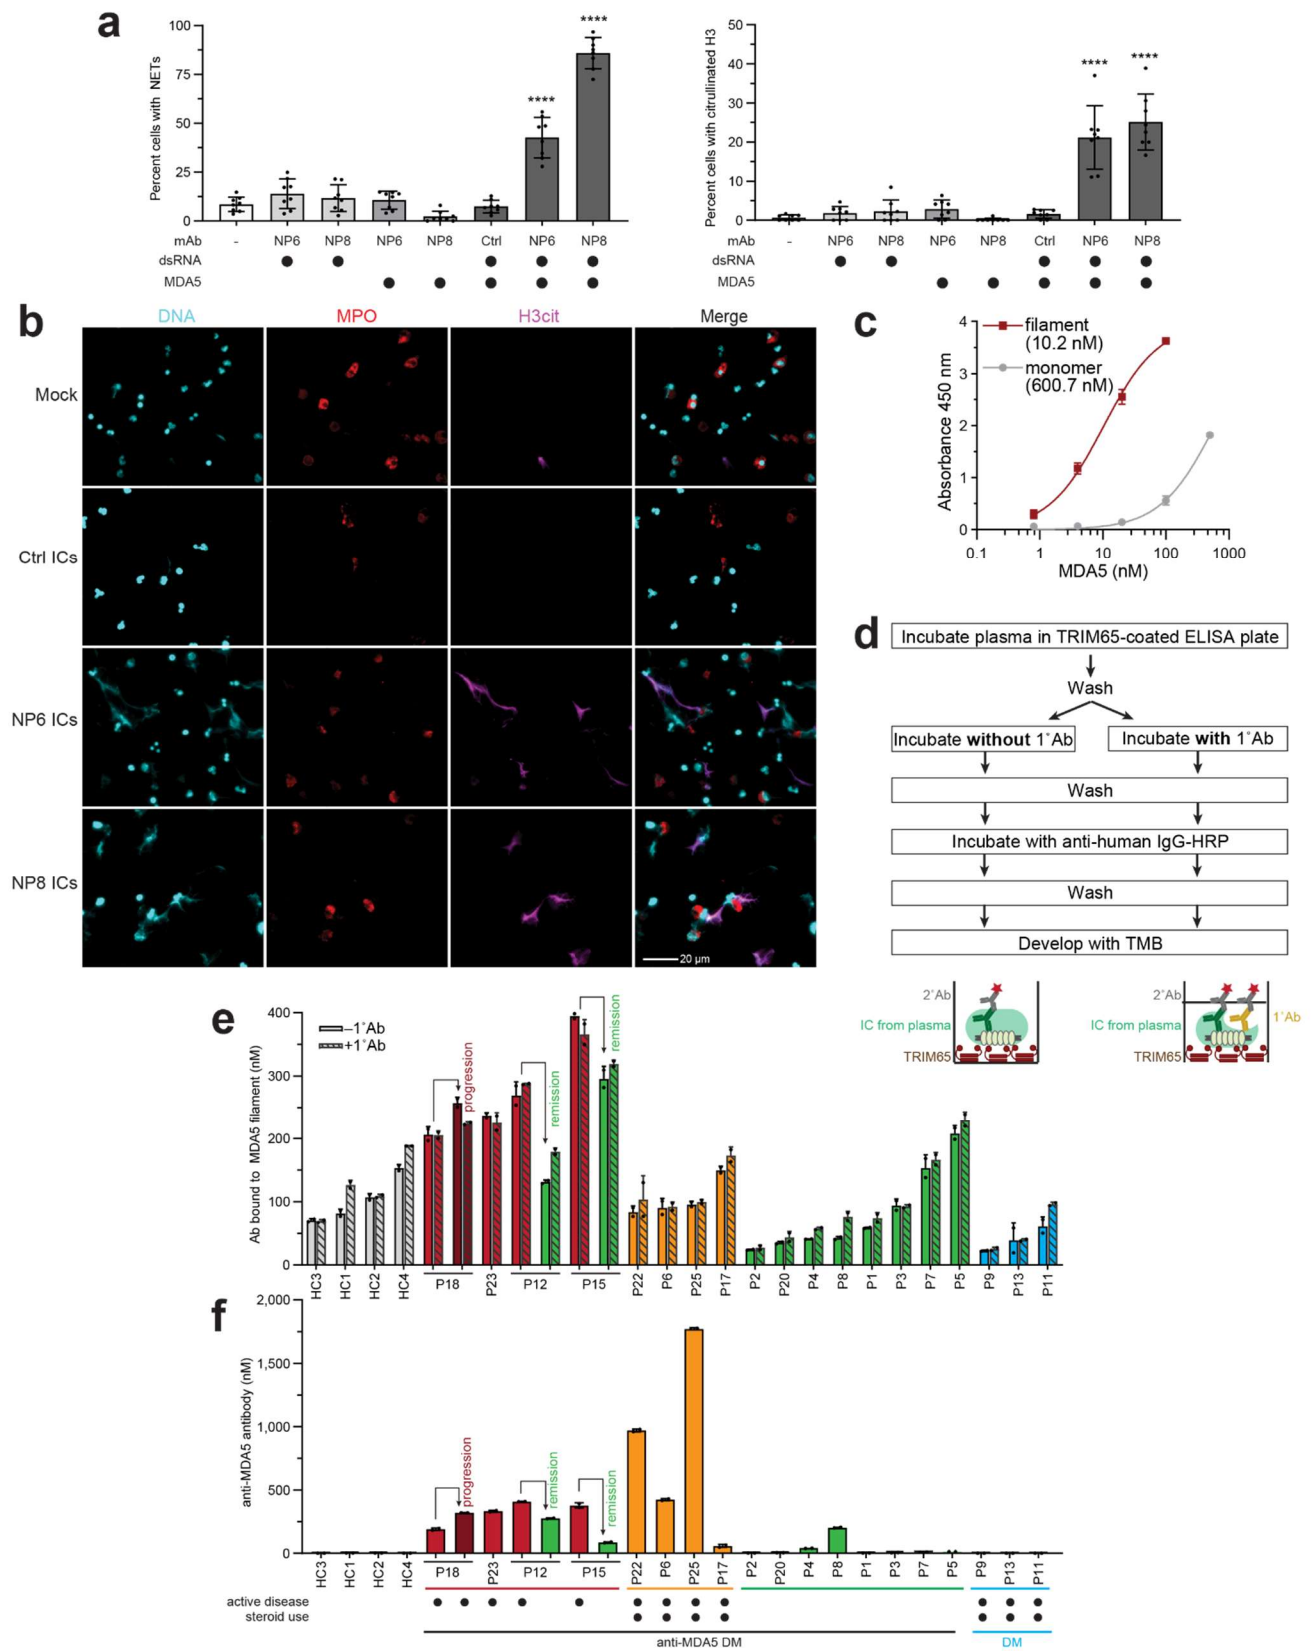 a
Percent cells with NETs
100
75
50
25
0
****
****
mAb - NP6 NP8 NP6 NP8 Ctrl NP6 NP8
dsRNA
MDA5
Percent cells with citrullinated H3
50
40
30
20
10
0
****
****
mAb - NP6 NP8 NP6 NP8 Ctrl NP6 NP8
dsRNA
MDA5
b
DNA MPO H3cit Merge
Mock
Ctrl ICs
NP6 ICs
NP8 ICs
20 µm
c
Absorbance 450 nm
4
3
2
1
0
filament
(10.2 nM)
monomer
(600.7 nM)
0.1 1 10 100 1000
MDA5 (nM)
d
Incubate plasma in TRIM65-coated ELISA plate
Wash
Incubate without 1˚Ab Incubate with 1˚Ab
Wash
Incubate with anti-human IgG-HRP
Wash
Develop with TMB
2˚Ab 2˚Ab
IC from plasma IC from plasma 1˚Ab
TRIM65 TRIM65
e
Ab bound to MDA5 filament (nM)
400
300
200
100
0
–1˚Ab
+1˚Ab
progression
remission
remission
HC3 HC1 HC2 HC4 P18 P23 P12 P15 P22 P6 P25 P17 P2 P20 P4 P8 P1 P3 P7 P5 P9 P13 P11
f
anti-MDA5 antibody (nM)
2,000
1,500
1,000
500
0
progression
remission
remission
HC3 HC1 HC2 HC4 P18 P23 P12 P15 P22 P6 P25 P17 P2 P20 P4 P8 P1 P3 P7 P5 P9 P13 P11
active disease
steroid use
anti-MDA5 DM DM